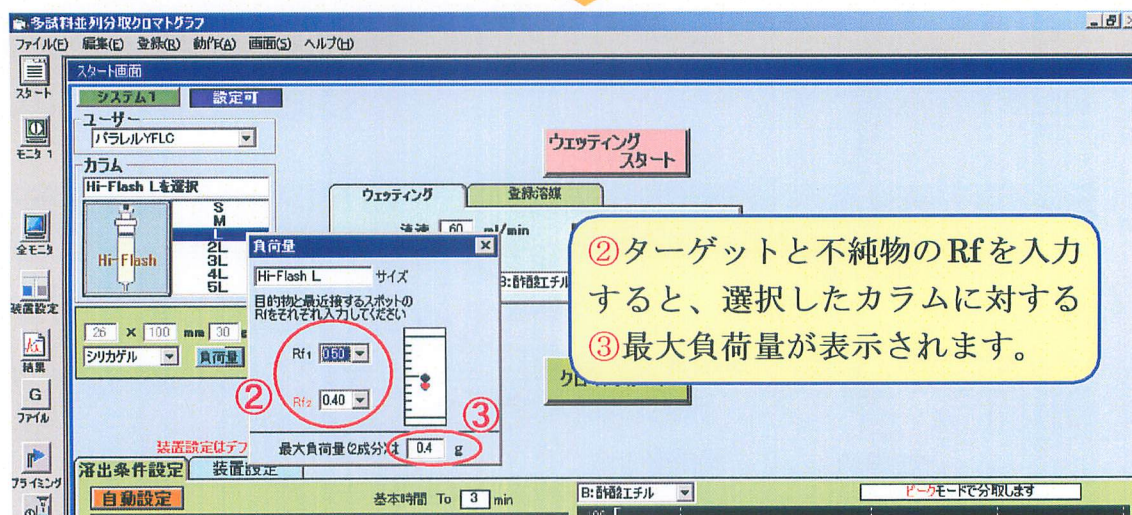 多試料並列分取クロマトグラフ
ファイル(F) 編集(E) 登録(R) 動作(A) 画面(S) ヘルプ(H)
スタート
スタート画面
システム1 設定可
ユーザー
パラレルYFLC
モニタ 1
カラム
Hi-Flash Lを選択
Hi-Flash
S
M
L
2L
3L
4L
5L
ウェッティング
スタート
ウェッティング 登録溶媒
流速 60 ml/min
B:酢酸エチル
全モニタ
装置設定
結果
G
ファイル
プライミング
26 × 100 mm 30
シリカゲル 負荷量
負荷量
Hi-Flash L サイズ
目的物と最近接するスポットの
Rfをそれぞれ入力してください
Rf1 0.50
Rf2 0.40
②
③
最大負荷量(2成分)は 0.4 g
②ターゲットと不純物のRfを入力
すると、選択したカラムに対する
③最大負荷量が表示されます。
装置設定はデフ
溶出条件設定 装置設定
自動設定 基本時間 To 3 min
B:酢酸エチル
ピークモードで分取します
100